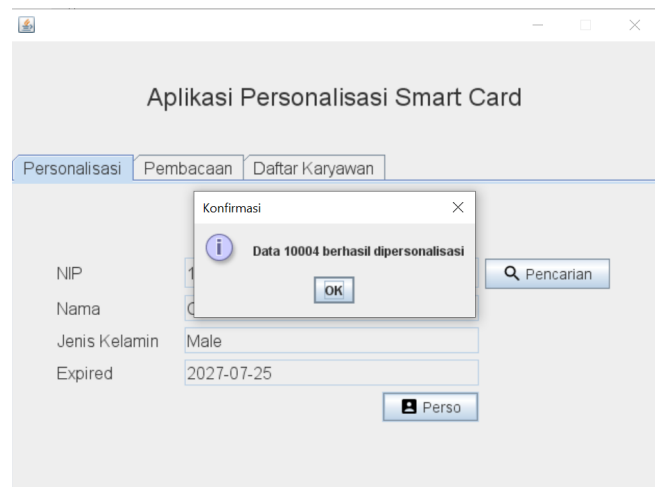 Aplikasi Personalisasi Smart Card
Personalisasi Pembacaan Daftar Karyawan
Konfirmasi
Data 10004 berhasil dipersonalisasi
OK
NIP
Pencarian
Nama
Jenis Kelamin Male
Expired 2027-07-25
Perso